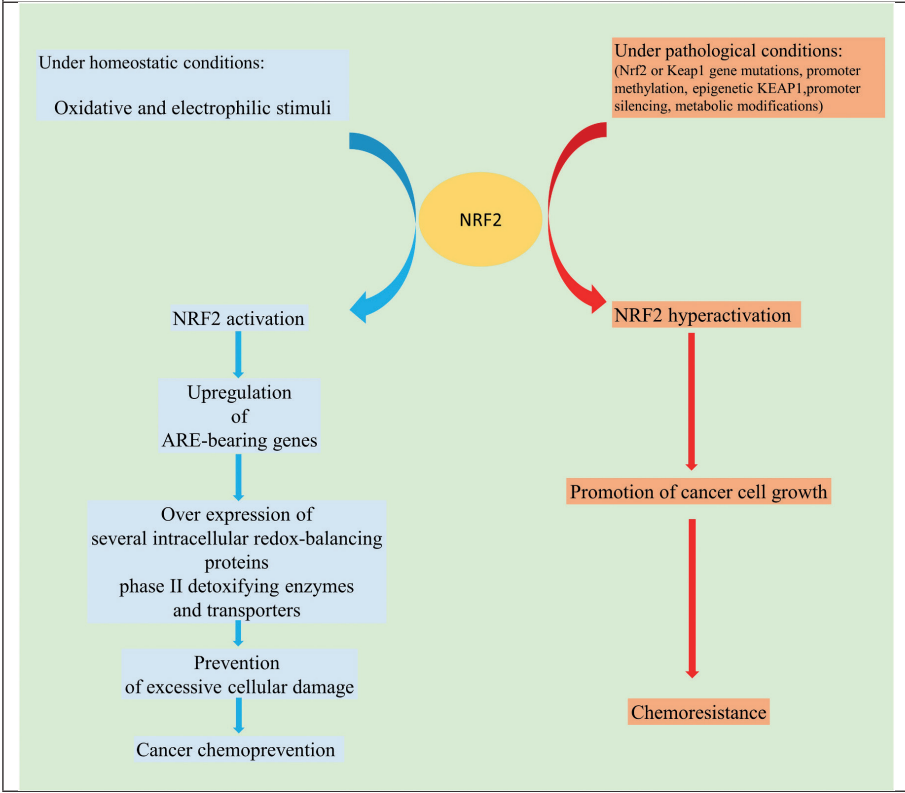 Under homeostatic conditions:
Oxidative and electrophilic stimuli
Under pathological conditions:
(Nrf2 or Keap1 gene mutations, promoter
methylation, epigenetic KEAP1,promoter
silencing, metabolic modifications)
NRF2
NRF2 activation
Upregulation
of
ARE-bearing genes
Over expression of
several intracellular redox-balancing
proteins
phase II detoxifying enzymes
and transporters
Prevention
of excessive cellular damage
Cancer chemoprevention
NRF2 hyperactivation
Promotion of cancer cell growth
Chemoresistance